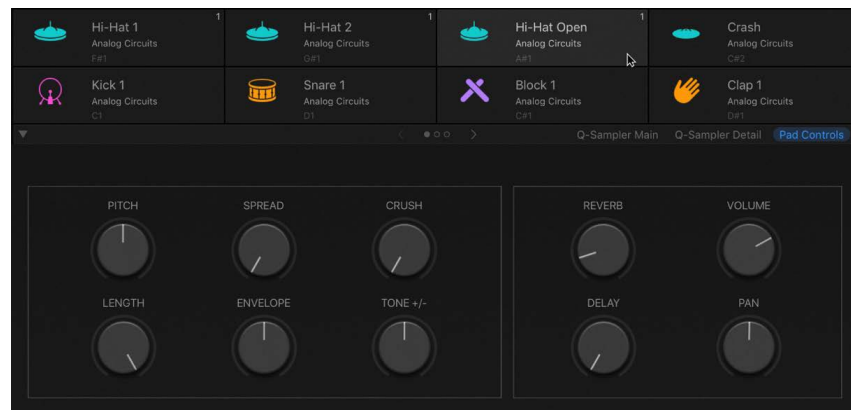 Hi-Hat 1
1
Analog Circuits
F#1
Hi-Hat 2
1
Analog Circuits
G#1
Hi-Hat Open
1
Analog Circuits
A#1
Crash
Analog Circuits
C#2
Kick 1
Analog Circuits
C1
Snare 1
Analog Circuits
D1
Block 1
Analog Circuits
C#1
Clap 1
Analog Circuits
D#1
Q-Sampler Main Q-Sampler Detail Pad Controls
PITCH SPREAD CRUSH
LENGTH ENVELOPE TONE +/-
REVERB VOLUME
DELAY PAN